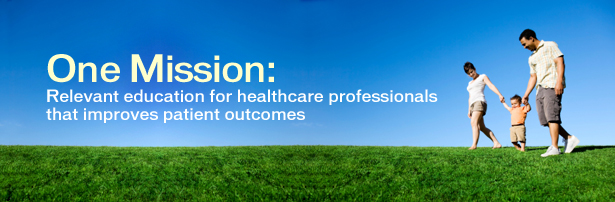 One Mission:
Relevant education for healthcare professionals
that improves patient outcomes